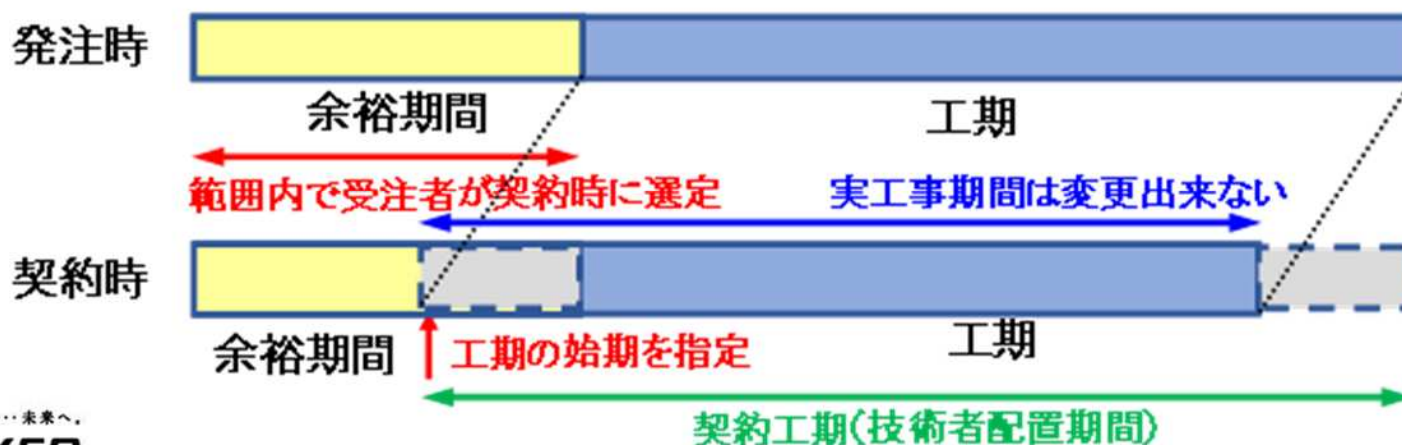 発注時
余裕期間
工期
範囲内で受注者が契約時に選定
実工事期間は変更出来ない
契約時
余裕期間
工期の始期を指定
工期
契約工期(技術者配置期間)
未来へ。